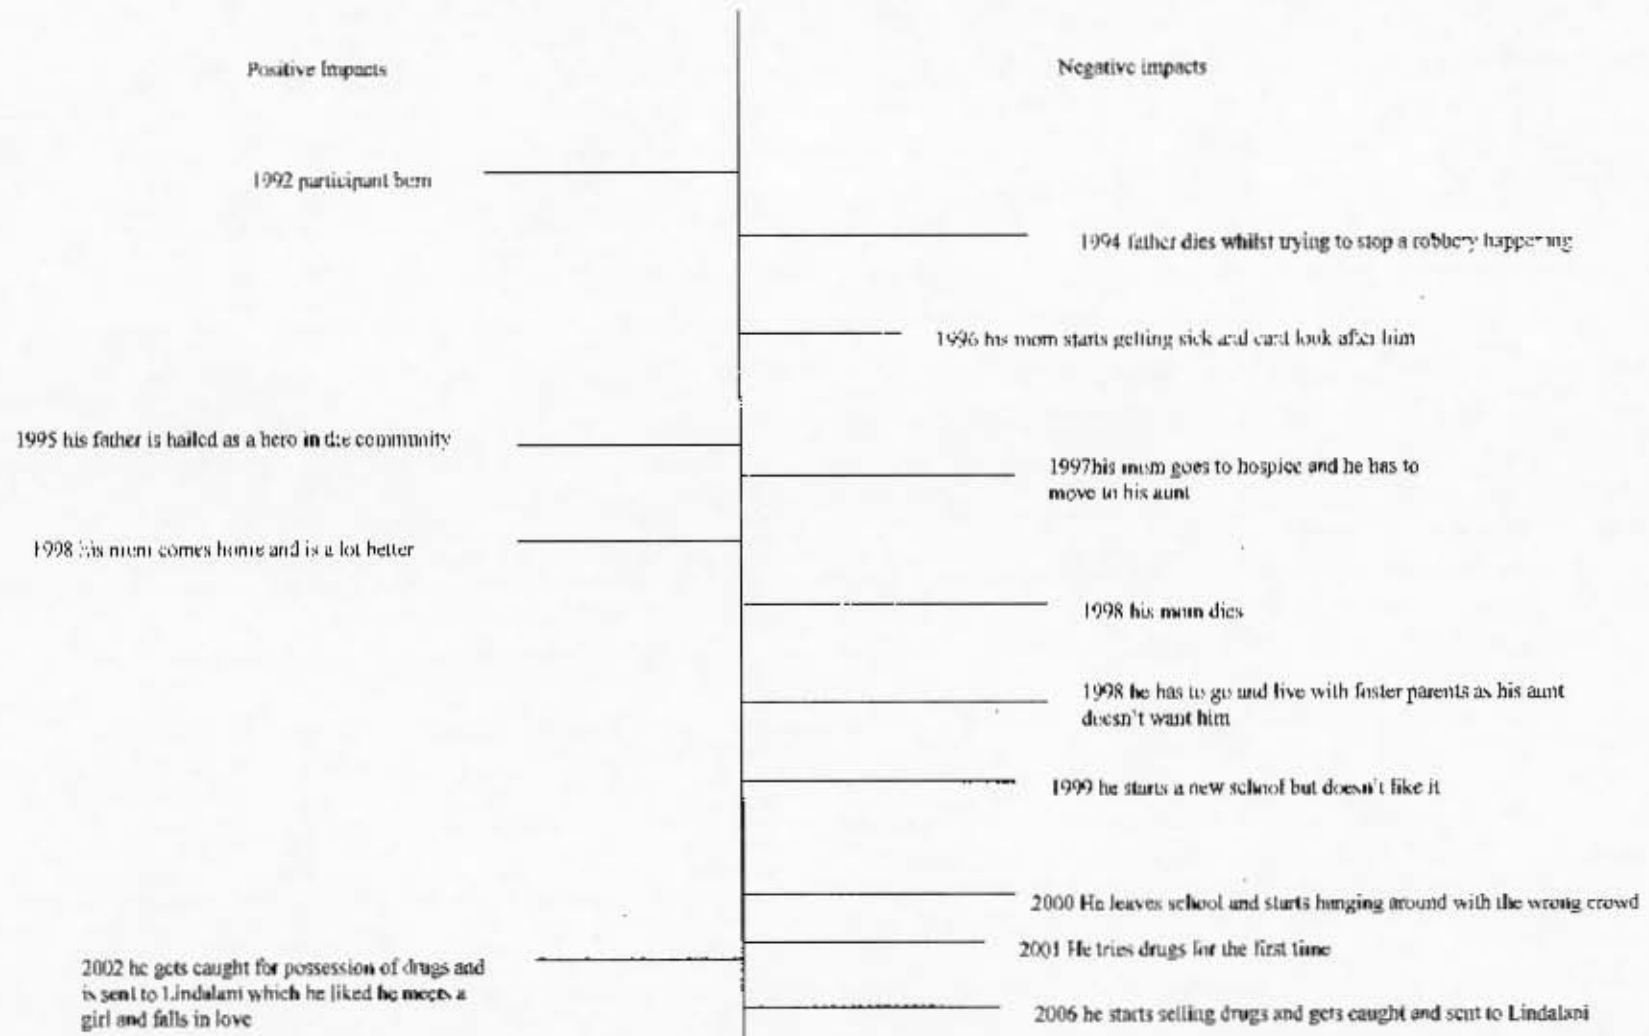 Positive Impacts
Negative impacts
1992 participant born
1994 father dies whilst trying to stop a robbery happening
1996 his mom starts getting sick and cant look after him
1995 his father is hailed as a hero in the community
1997his mum goes to hospice and he has to
move to his aunt
1998 his mum comes home and is a lot better
1998 his mum dies
1998 he has to go and live with foster parents as his aunt
doesn't want him
1999 he starts a new school but doesn't like it
2000 He leaves school and starts hanging around with the wrong crowd
2001 He tries drugs for the first time
2002 he gets caught for possession of drugs and
is sent to Lindalani which he liked he meets a
girl and falls in love
2006 he starts selling drugs and gets caught and sent to Lindalani